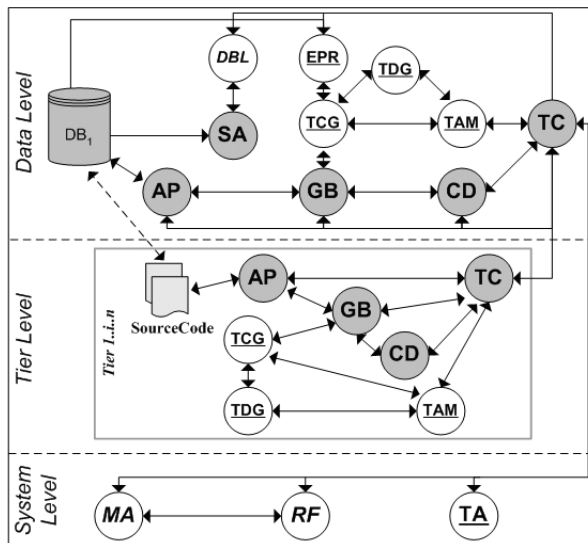 Data Level
DBL
EPR
TDG
DB1
SA
TCG
TAM
TC
AP
GB
CD
Tier Level
Tier 1..i..n
SourceCode
AP
TC
GB
TCG
CD
TDG
TAM
System Level
MA
RF
TA